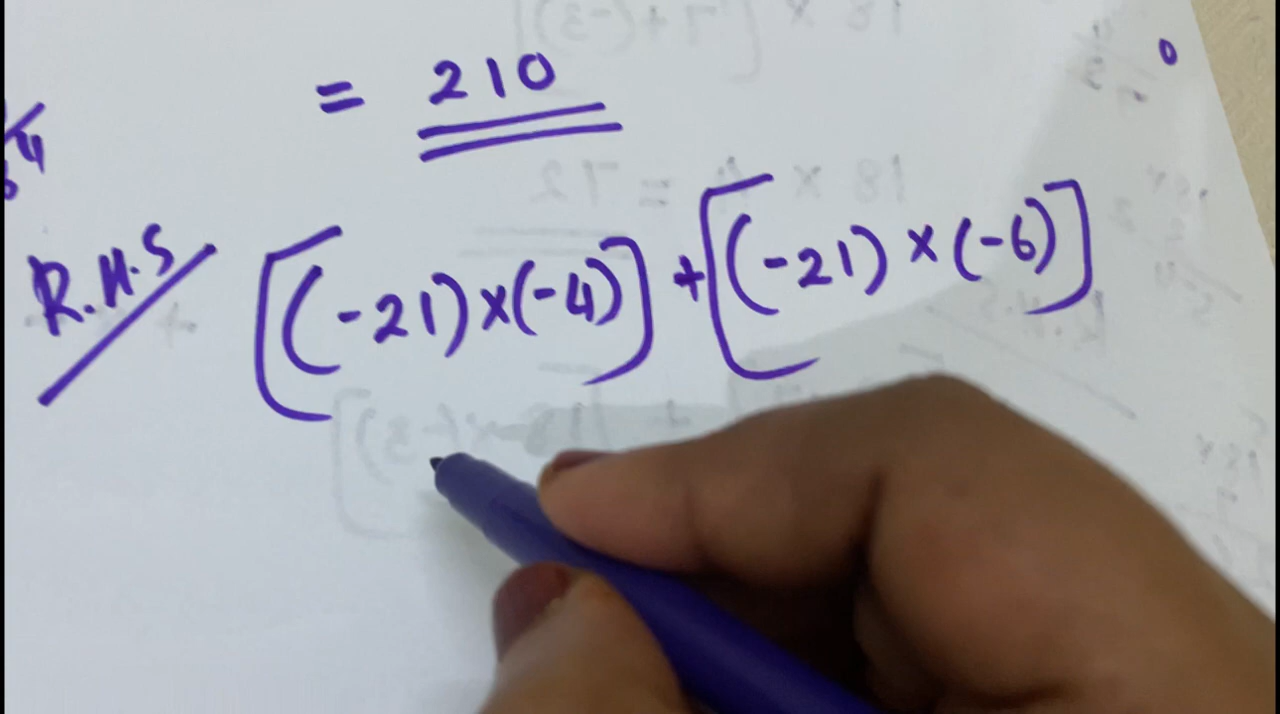 = 210
R.H.S [(-21)×(-4)] + [(-21)×(-6)]